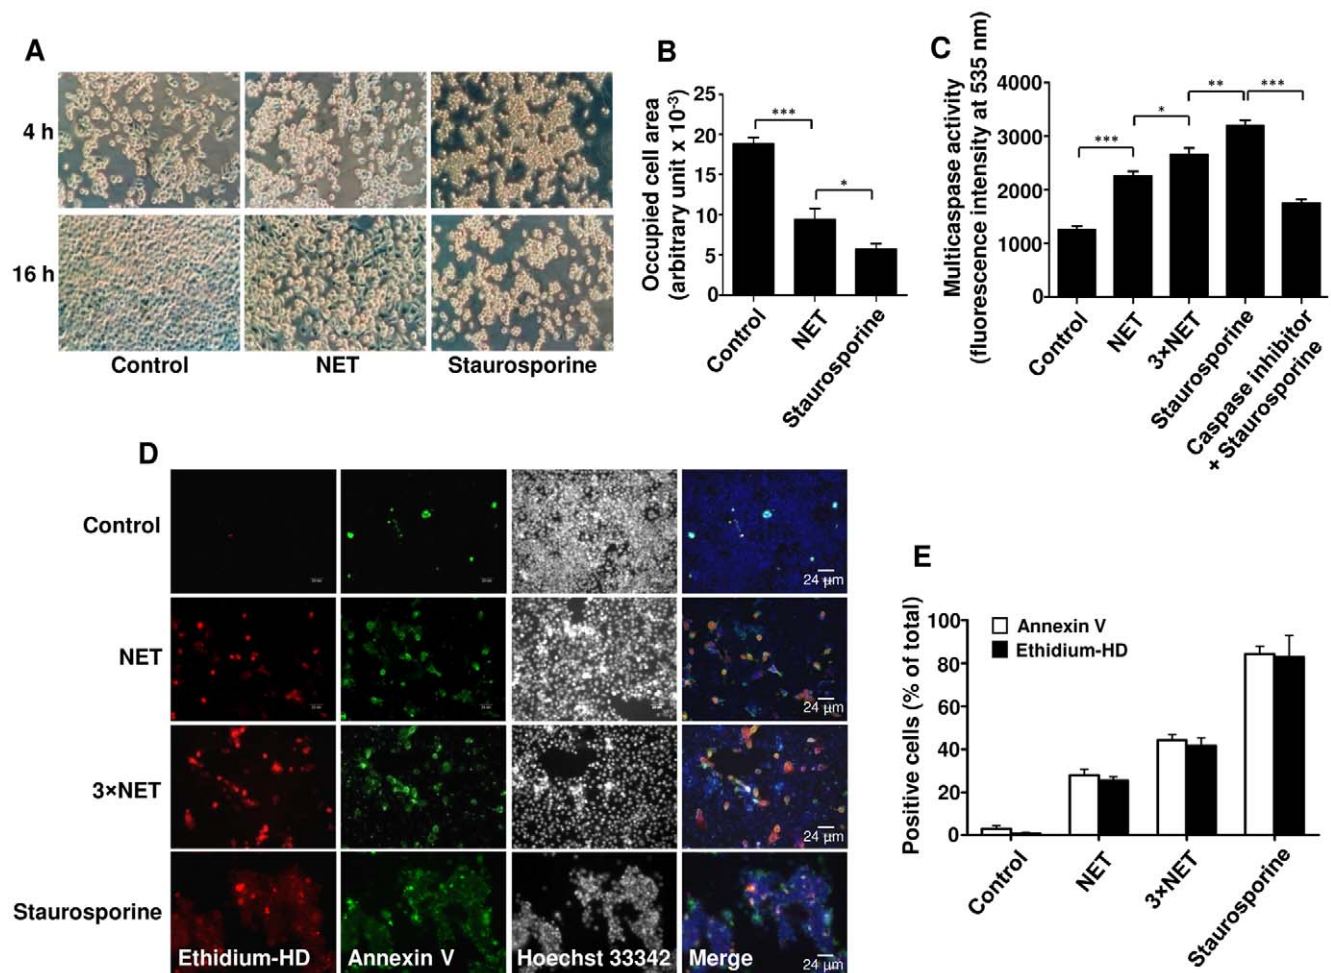 A
4 h
16 h
Control
NET
Staurosporine
B
Occupied cell area
(arbitrary unit x 10-3)
25
20
15
10
5
0
***
*
Control
NET
Staurosporine
C
Multicaspase activity
(fluorescence intensity at 535 nm)
4000
3000
2000
1000
0
***
*
**
***
Control
NET
3×NET
Staurosporine
Caspase inhibitor
+ Staurosporine
D
Control
24 μm
NET
24 μm
3×NET
24 μm
Staurosporine
Ethidium-HD
Annexin V
Hoechst 33342
Merge
24 μm
E
Positive cells (% of total)
100
80
60
40
20
0
Annexin V
Ethidium-HD
Control
NET
3×NET
Staurosporine